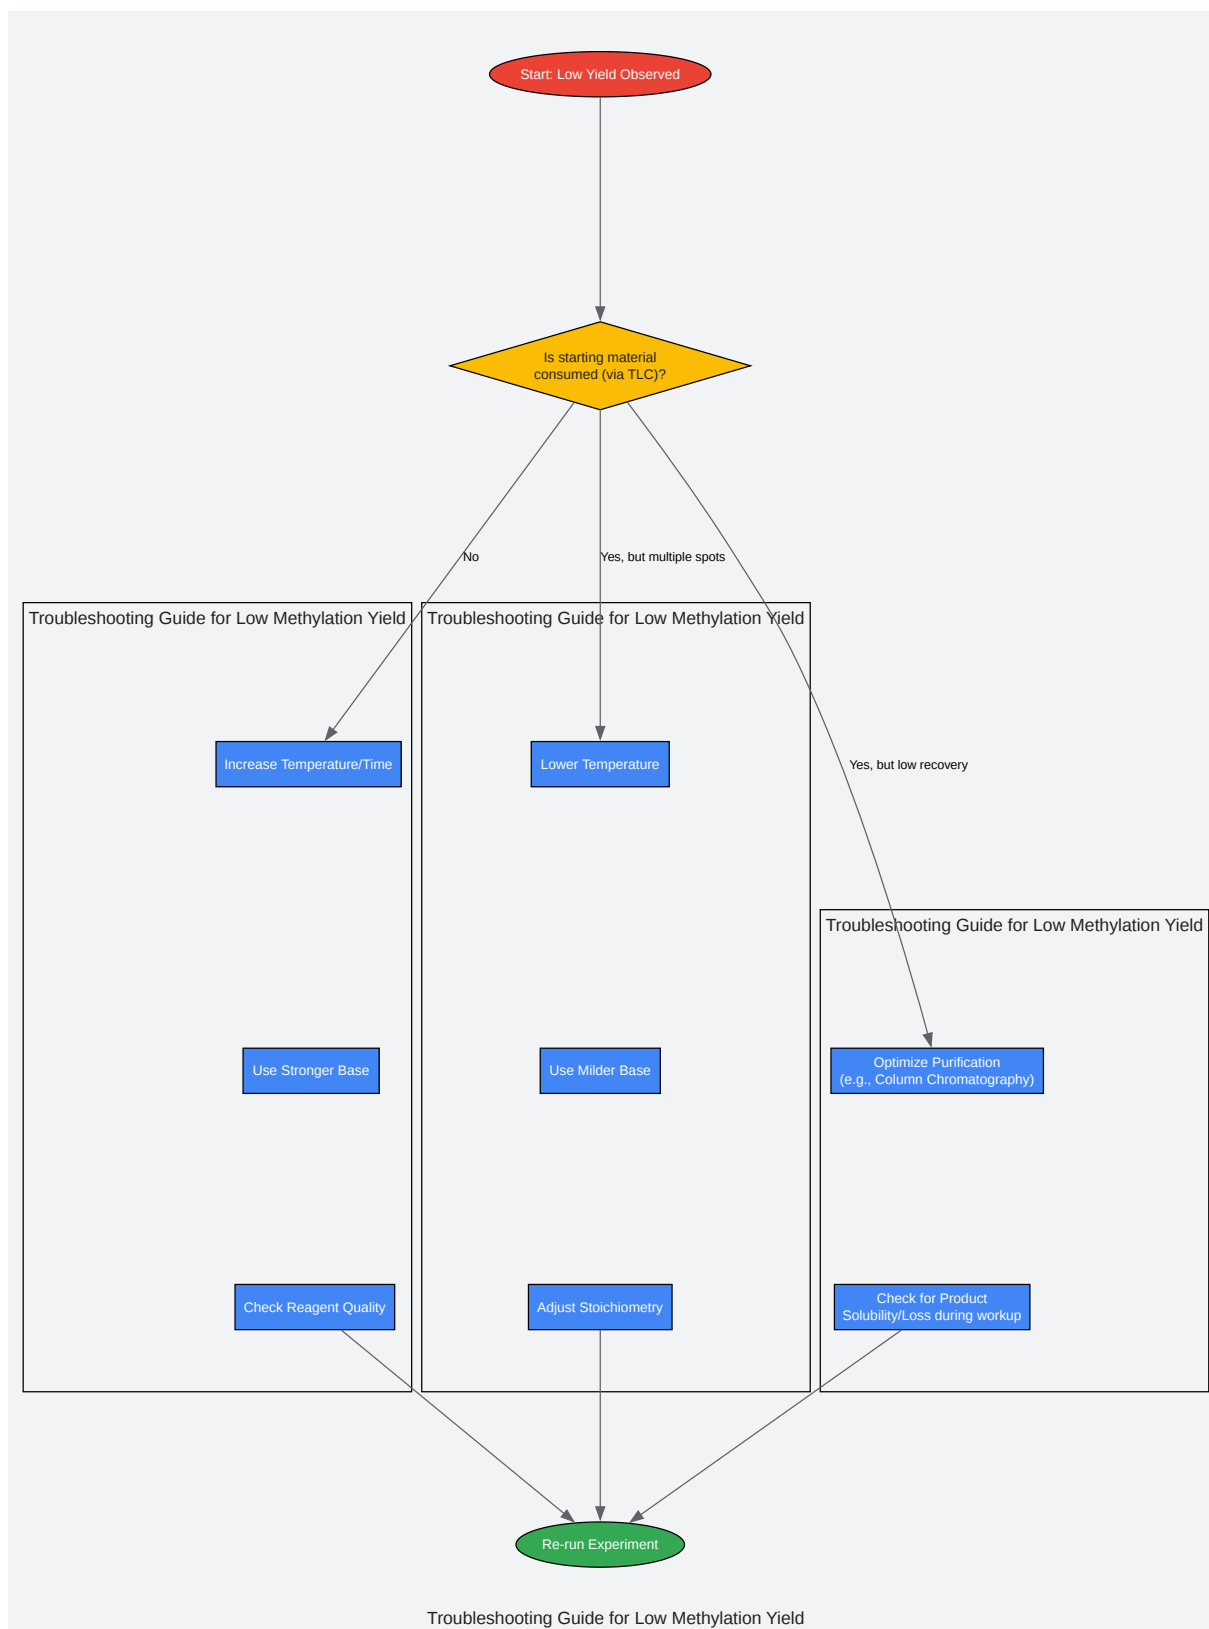 Start: Low Yield Observed
Is starting material
consumed (via TLC)?
No
Yes, but multiple spots
Troubleshooting Guide for Low Methylation Yield
Troubleshooting Guide for Low Methylation Yield
Increase Temperature/Time
Lower Temperature
Yes, but low recovery
Troubleshooting Guide for Low Methylation Yield
Use Stronger Base
Use Milder Base
Optimize Purification
(e.g., Column Chromatography)
Check Reagent Quality
Adjust Stoichiometry
Check for Product
Solubility/Loss during workup
Re-run Experiment
Troubleshooting Guide for Low Methylation Yield